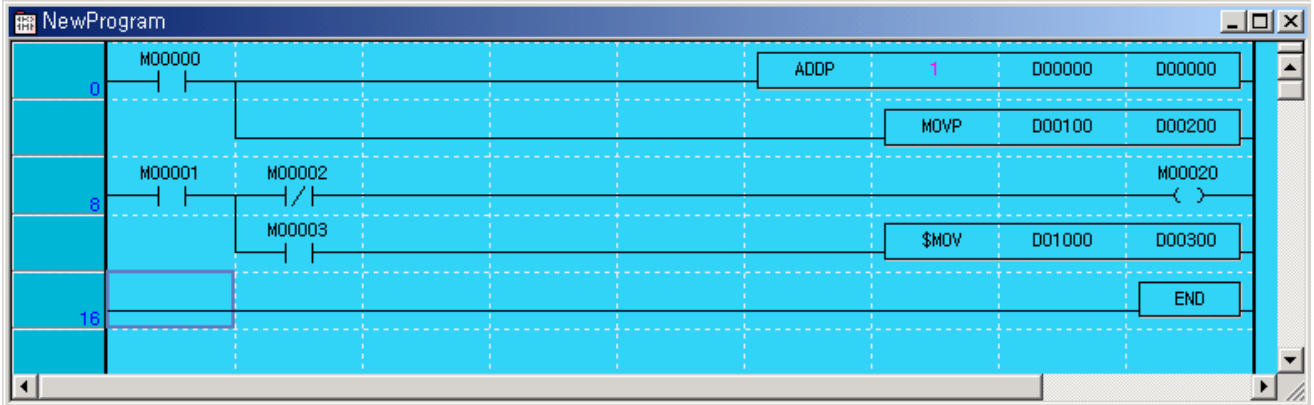 NewProgram
M00000
0 ADDP 1 D00000 D00000
MOVP D00100 D00200
M00001 M00002 M00020
8
M00003
$MOV D01000 D00300
END
16